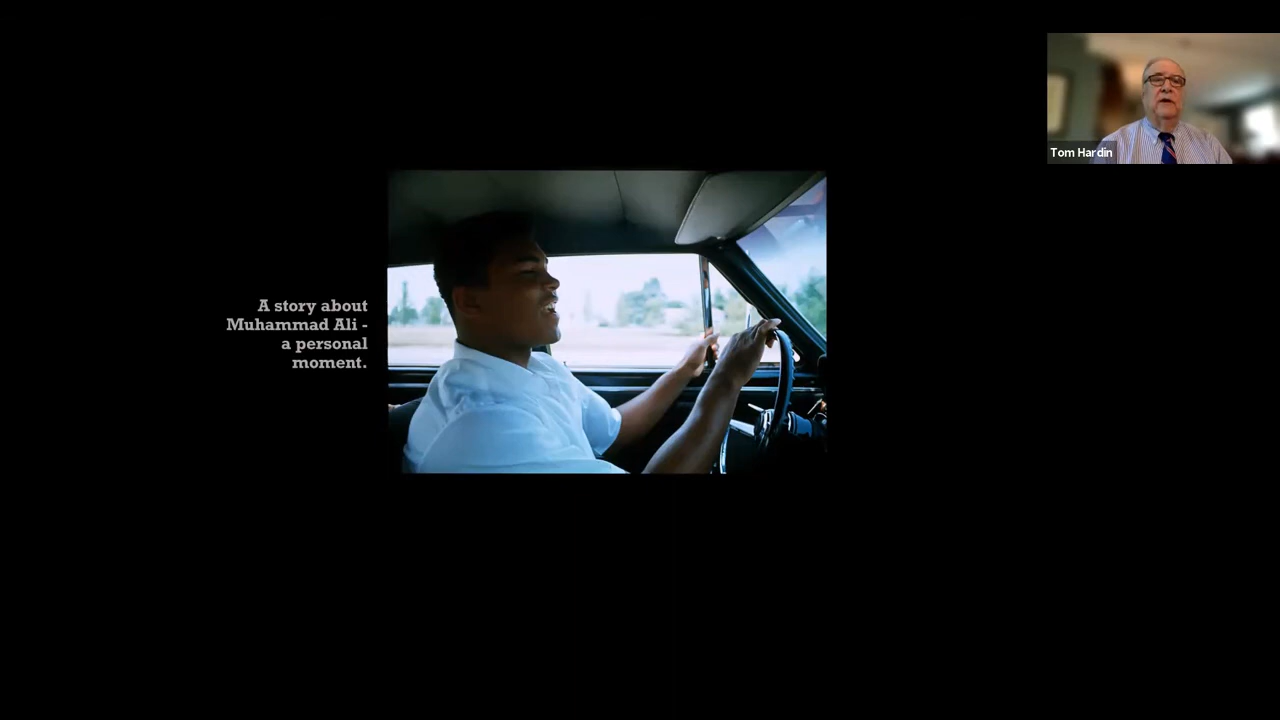 A story about
Muhammad Ali -
a personal
moment.
Tom Hardin